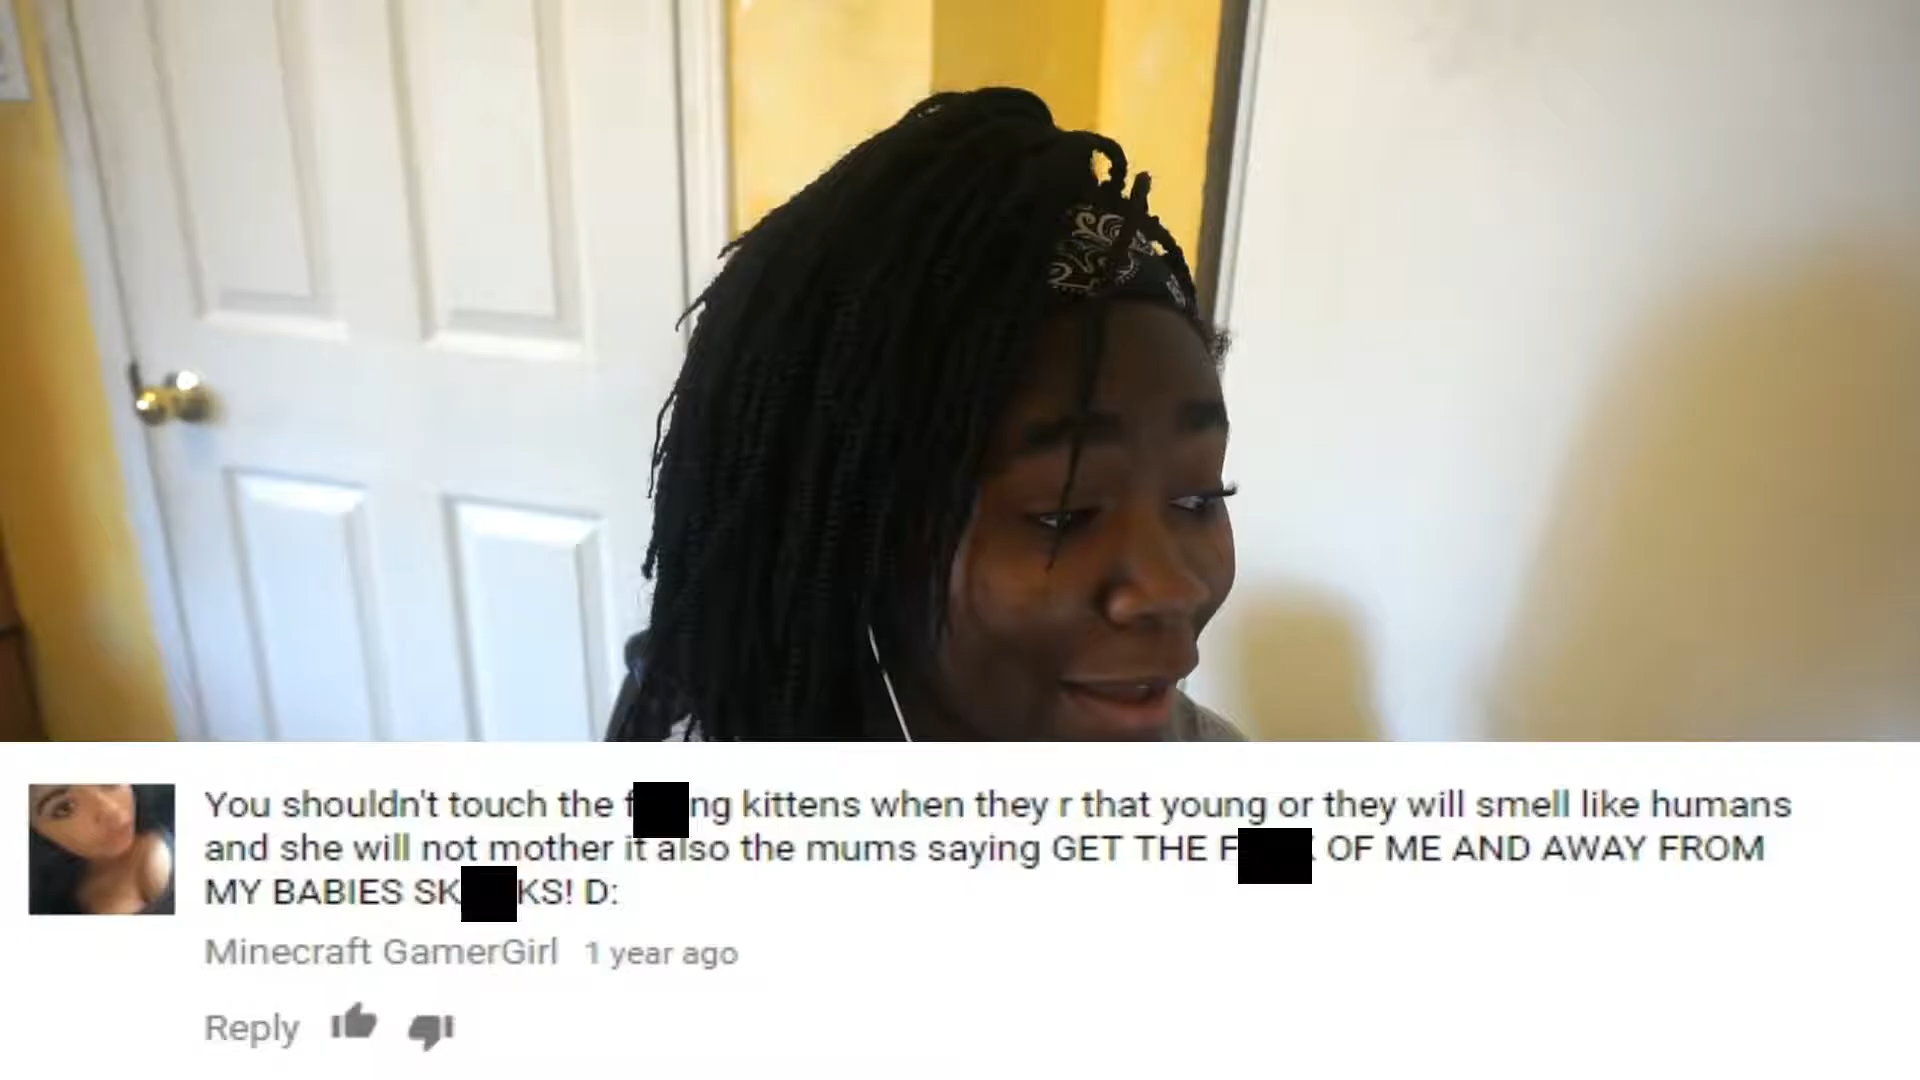 You shouldn't touch the f ng kittens when they r that young or they will smell like humans
and she will not mother it also the mums saying GET THE F OF ME AND AWAY FROM
MY BABIES SK KS! D:
Minecraft GamerGirl 1 year ago
Reply